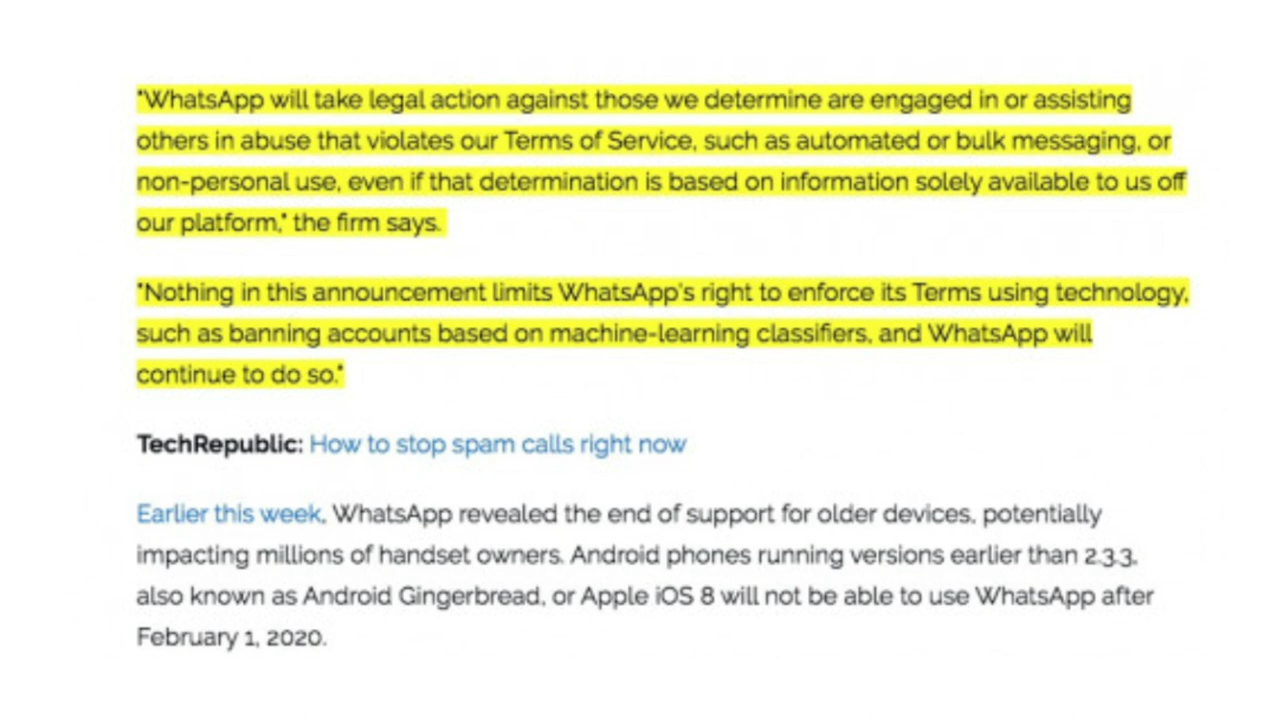 "WhatsApp will take legal action against those we determine are engaged in or assisting
others in abuse that violates our Terms of Service, such as automated or bulk messaging, or
non-personal use, even if that determination is based on information solely available to us off
our platform," the firm says.
"Nothing in this announcement limits WhatsApp's right to enforce its Terms using technology,
such as banning accounts based on machine-learning classifiers, and WhatsApp will
continue to do so."
TechRepublic: How to stop spam calls right now
Earlier this week, WhatsApp revealed the end of support for older devices, potentially
impacting millions of handset owners. Android phones running versions earlier than 2.3.3,
also known as Android Gingerbread, or Apple iOS 8 will not be able to use WhatsApp after
February 1, 2020.